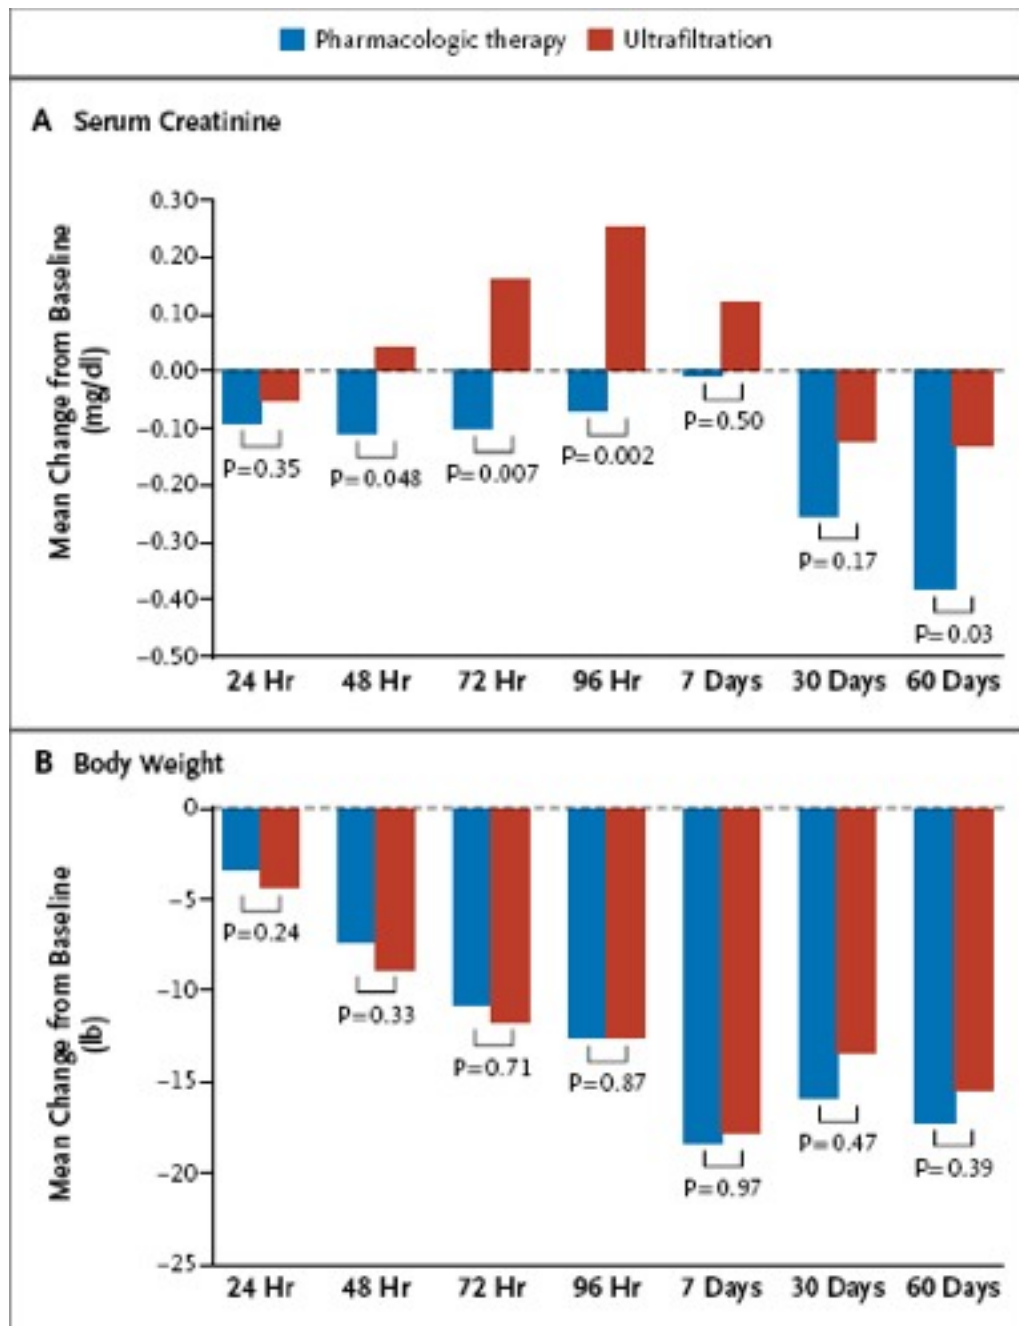 Pharmacologic therapy Ultrafiltration
A Serum Creatinine
Mean Change from Baseline
(mg/dl)
0.30
0.20
0.10
0.00
−0.10
−0.20
−0.30
−0.40
−0.50
P=0.35
P=0.048
P=0.007
P=0.002
P=0.50
P=0.17
P=0.03
24 Hr 48 Hr 72 Hr 96 Hr 7 Days 30 Days 60 Days
B Body Weight
Mean Change from Baseline
(lb)
0
−5
−10
−15
−20
−25
P=0.24
P=0.33
P=0.71
P=0.87
P=0.97
P=0.47
P=0.39
24 Hr 48 Hr 72 Hr 96 Hr 7 Days 30 Days 60 Days